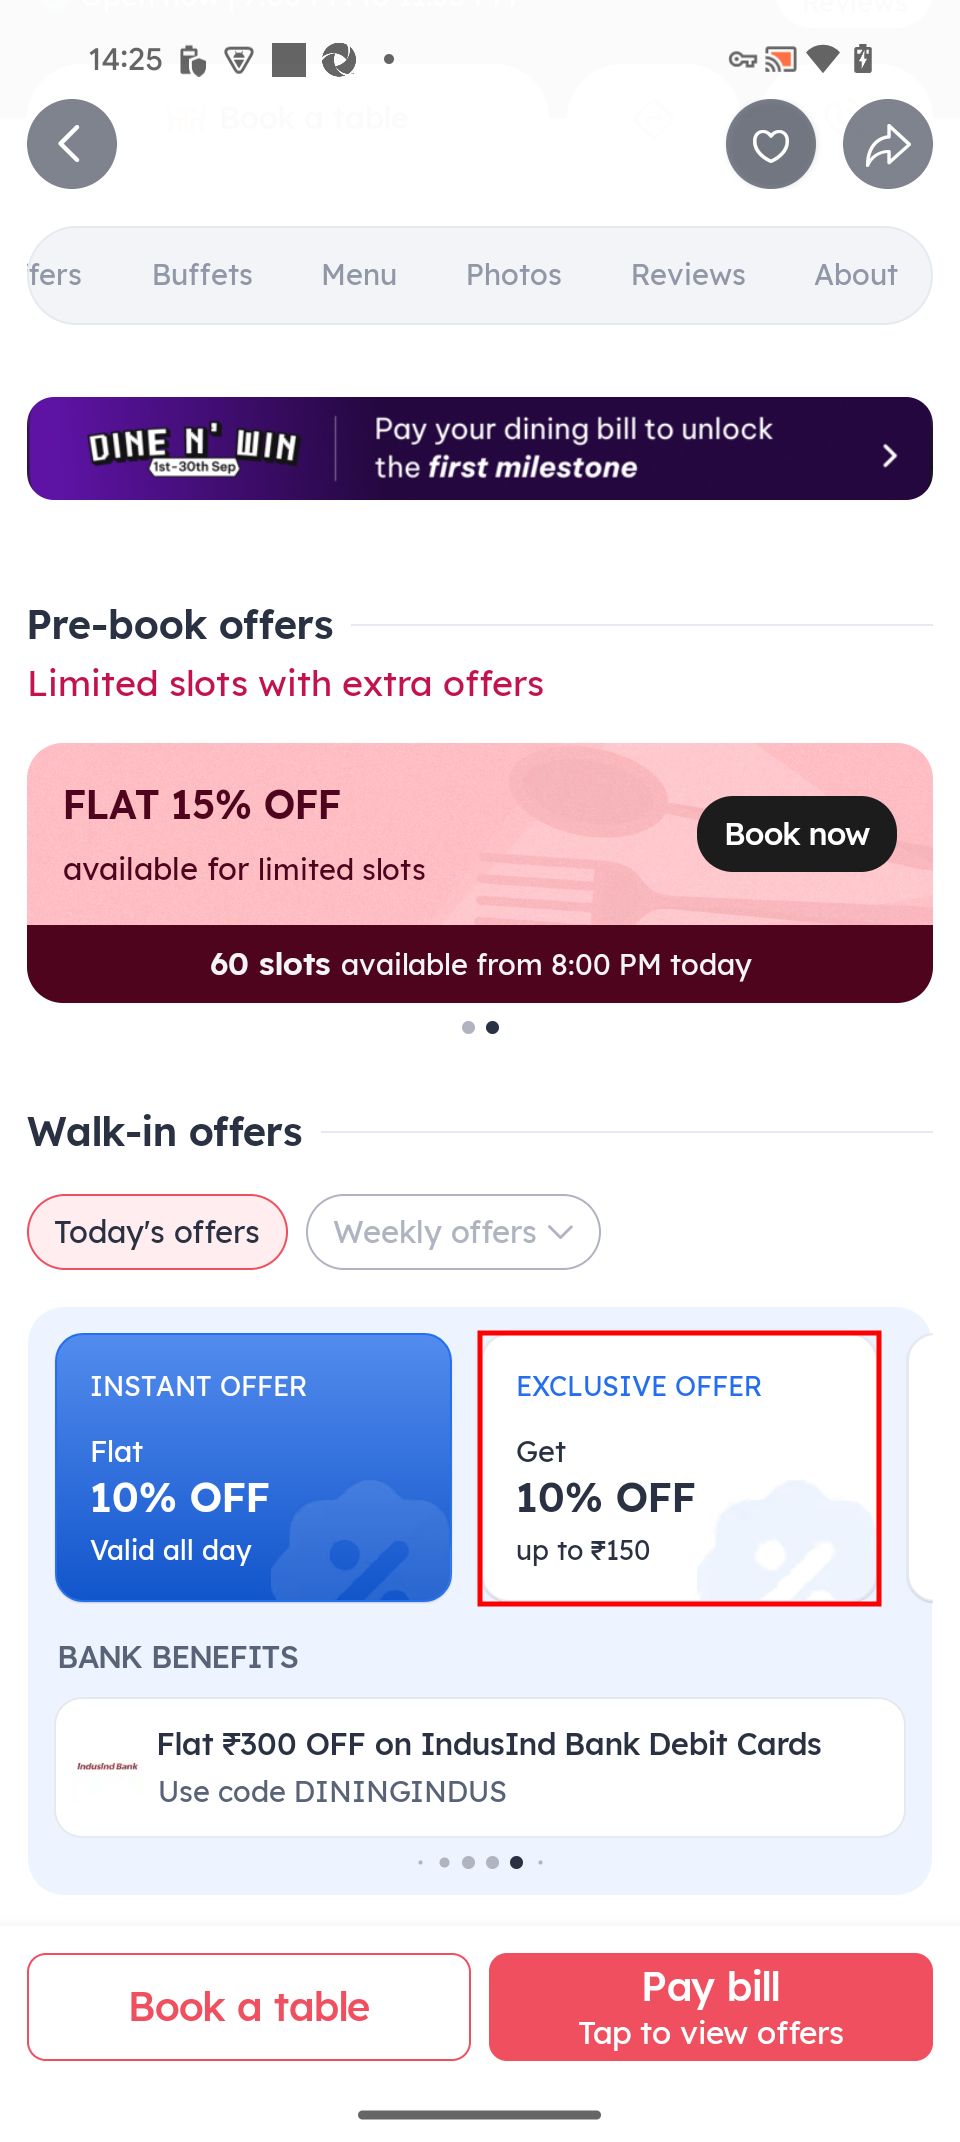 14:25
Book a table
fers
Buffets
Menu
Photos
Reviews
About
DINE N' WIN
1st-30th Sep
Pay your dining bill to unlock
the first milestone
Pre-book offers
Limited slots with extra offers
FLAT 15% OFF
available for limited slots
Book now
60 slots available from 8:00 PM today
Walk-in offers
Today's offers
Weekly offers
INSTANT OFFER
Flat
10% OFF
Valid all day
EXCLUSIVE OFFER
Get
10% OFF
up to ₹150
BANK BENEFITS
IndusInd Bank
Flat ₹300 OFF on IndusInd Bank Debit Cards
Use code DININGINDUS
Book a table
Pay bill
Tap to view offers